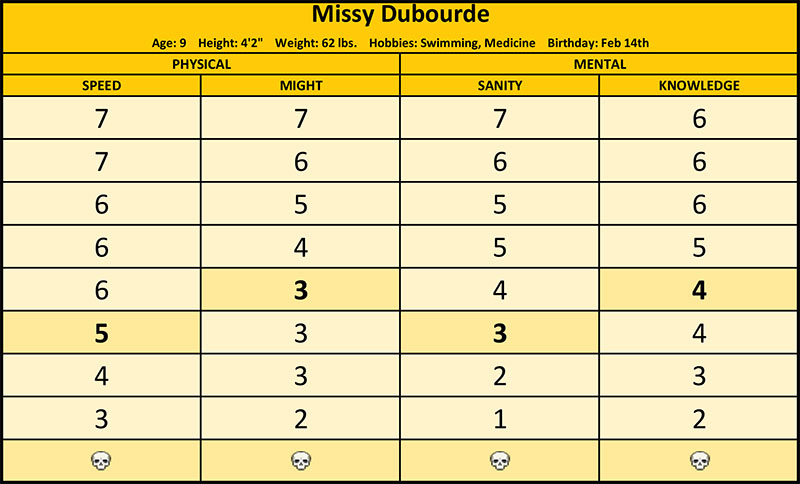 Missy Dubourde
Age: 9 Height: 4'2" Weight: 62 lbs. Hobbies: Swimming, Medicine Birthday: Feb 14th
PHYSICAL MENTAL
SPEED MIGHT SANITY KNOWLEDGE
7 7 7 6
7 6 6 6
6 5 5 6
6 4 5 5
6 3 4 4
5 3 3 4
4 3 2 3
3 2 1 2